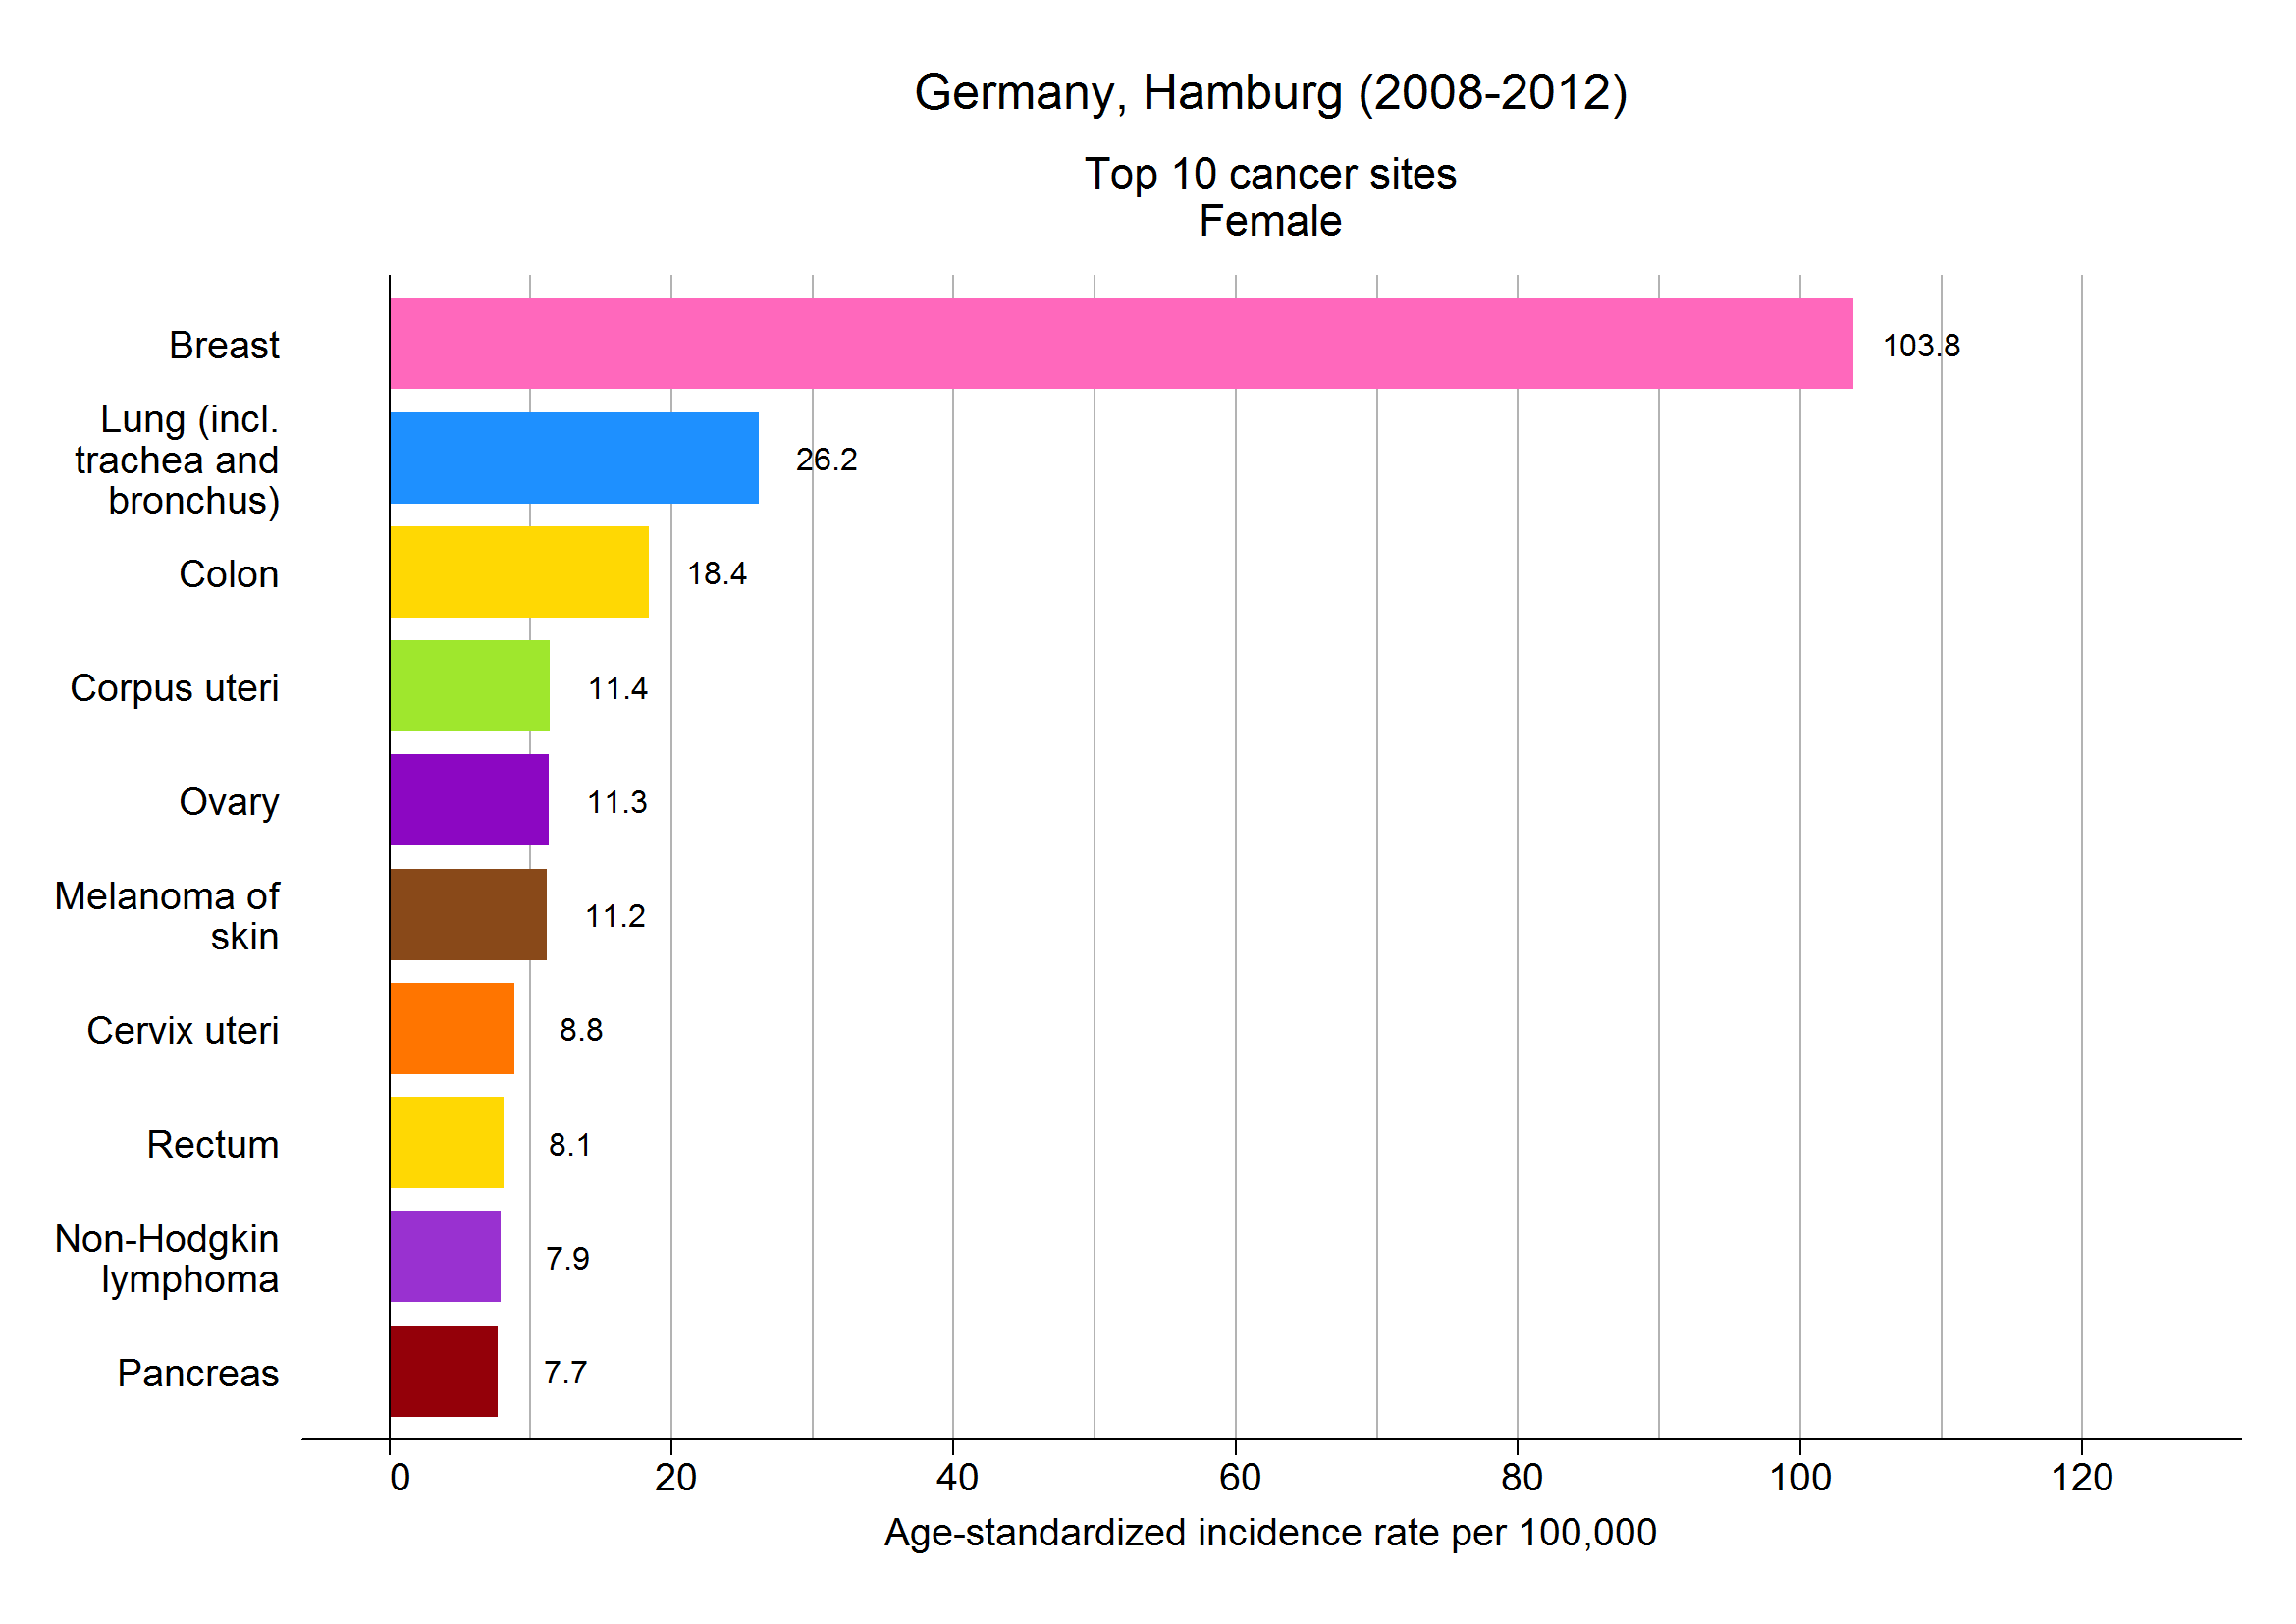 Germany, Hamburg (2008-2012)
Top 10 cancer sites
Female
Breast
103.8
Lung (incl.
trachea and
bronchus)
26.2
Colon
18.4
Corpus uteri
11.4
Ovary
11.3
Melanoma of
skin
11.2
Cervix uteri
8.8
Rectum
8.1
Non-Hodgkin
lymphoma
7.9
Pancreas
7.7
0 20 40 60 80 100 120
Age-standardized incidence rate per 100,000